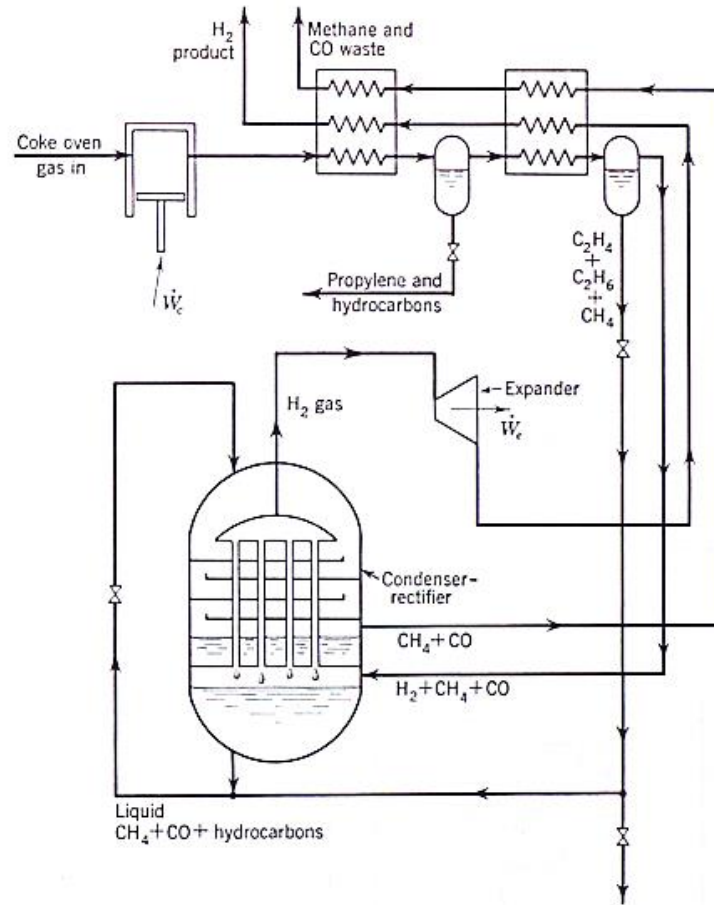 H₂
product
Methane and
CO waste
Coke oven
gas in
Ẇc
Propylene and
hydrocarbons
C₂H₄
+
C₂H₆
+
CH₄
H₂ gas
Expander
Ẇe
Condenser-
rectifier
CH₄+CO
H₂+CH₄+CO
Liquid
CH₄+CO+ hydrocarbons